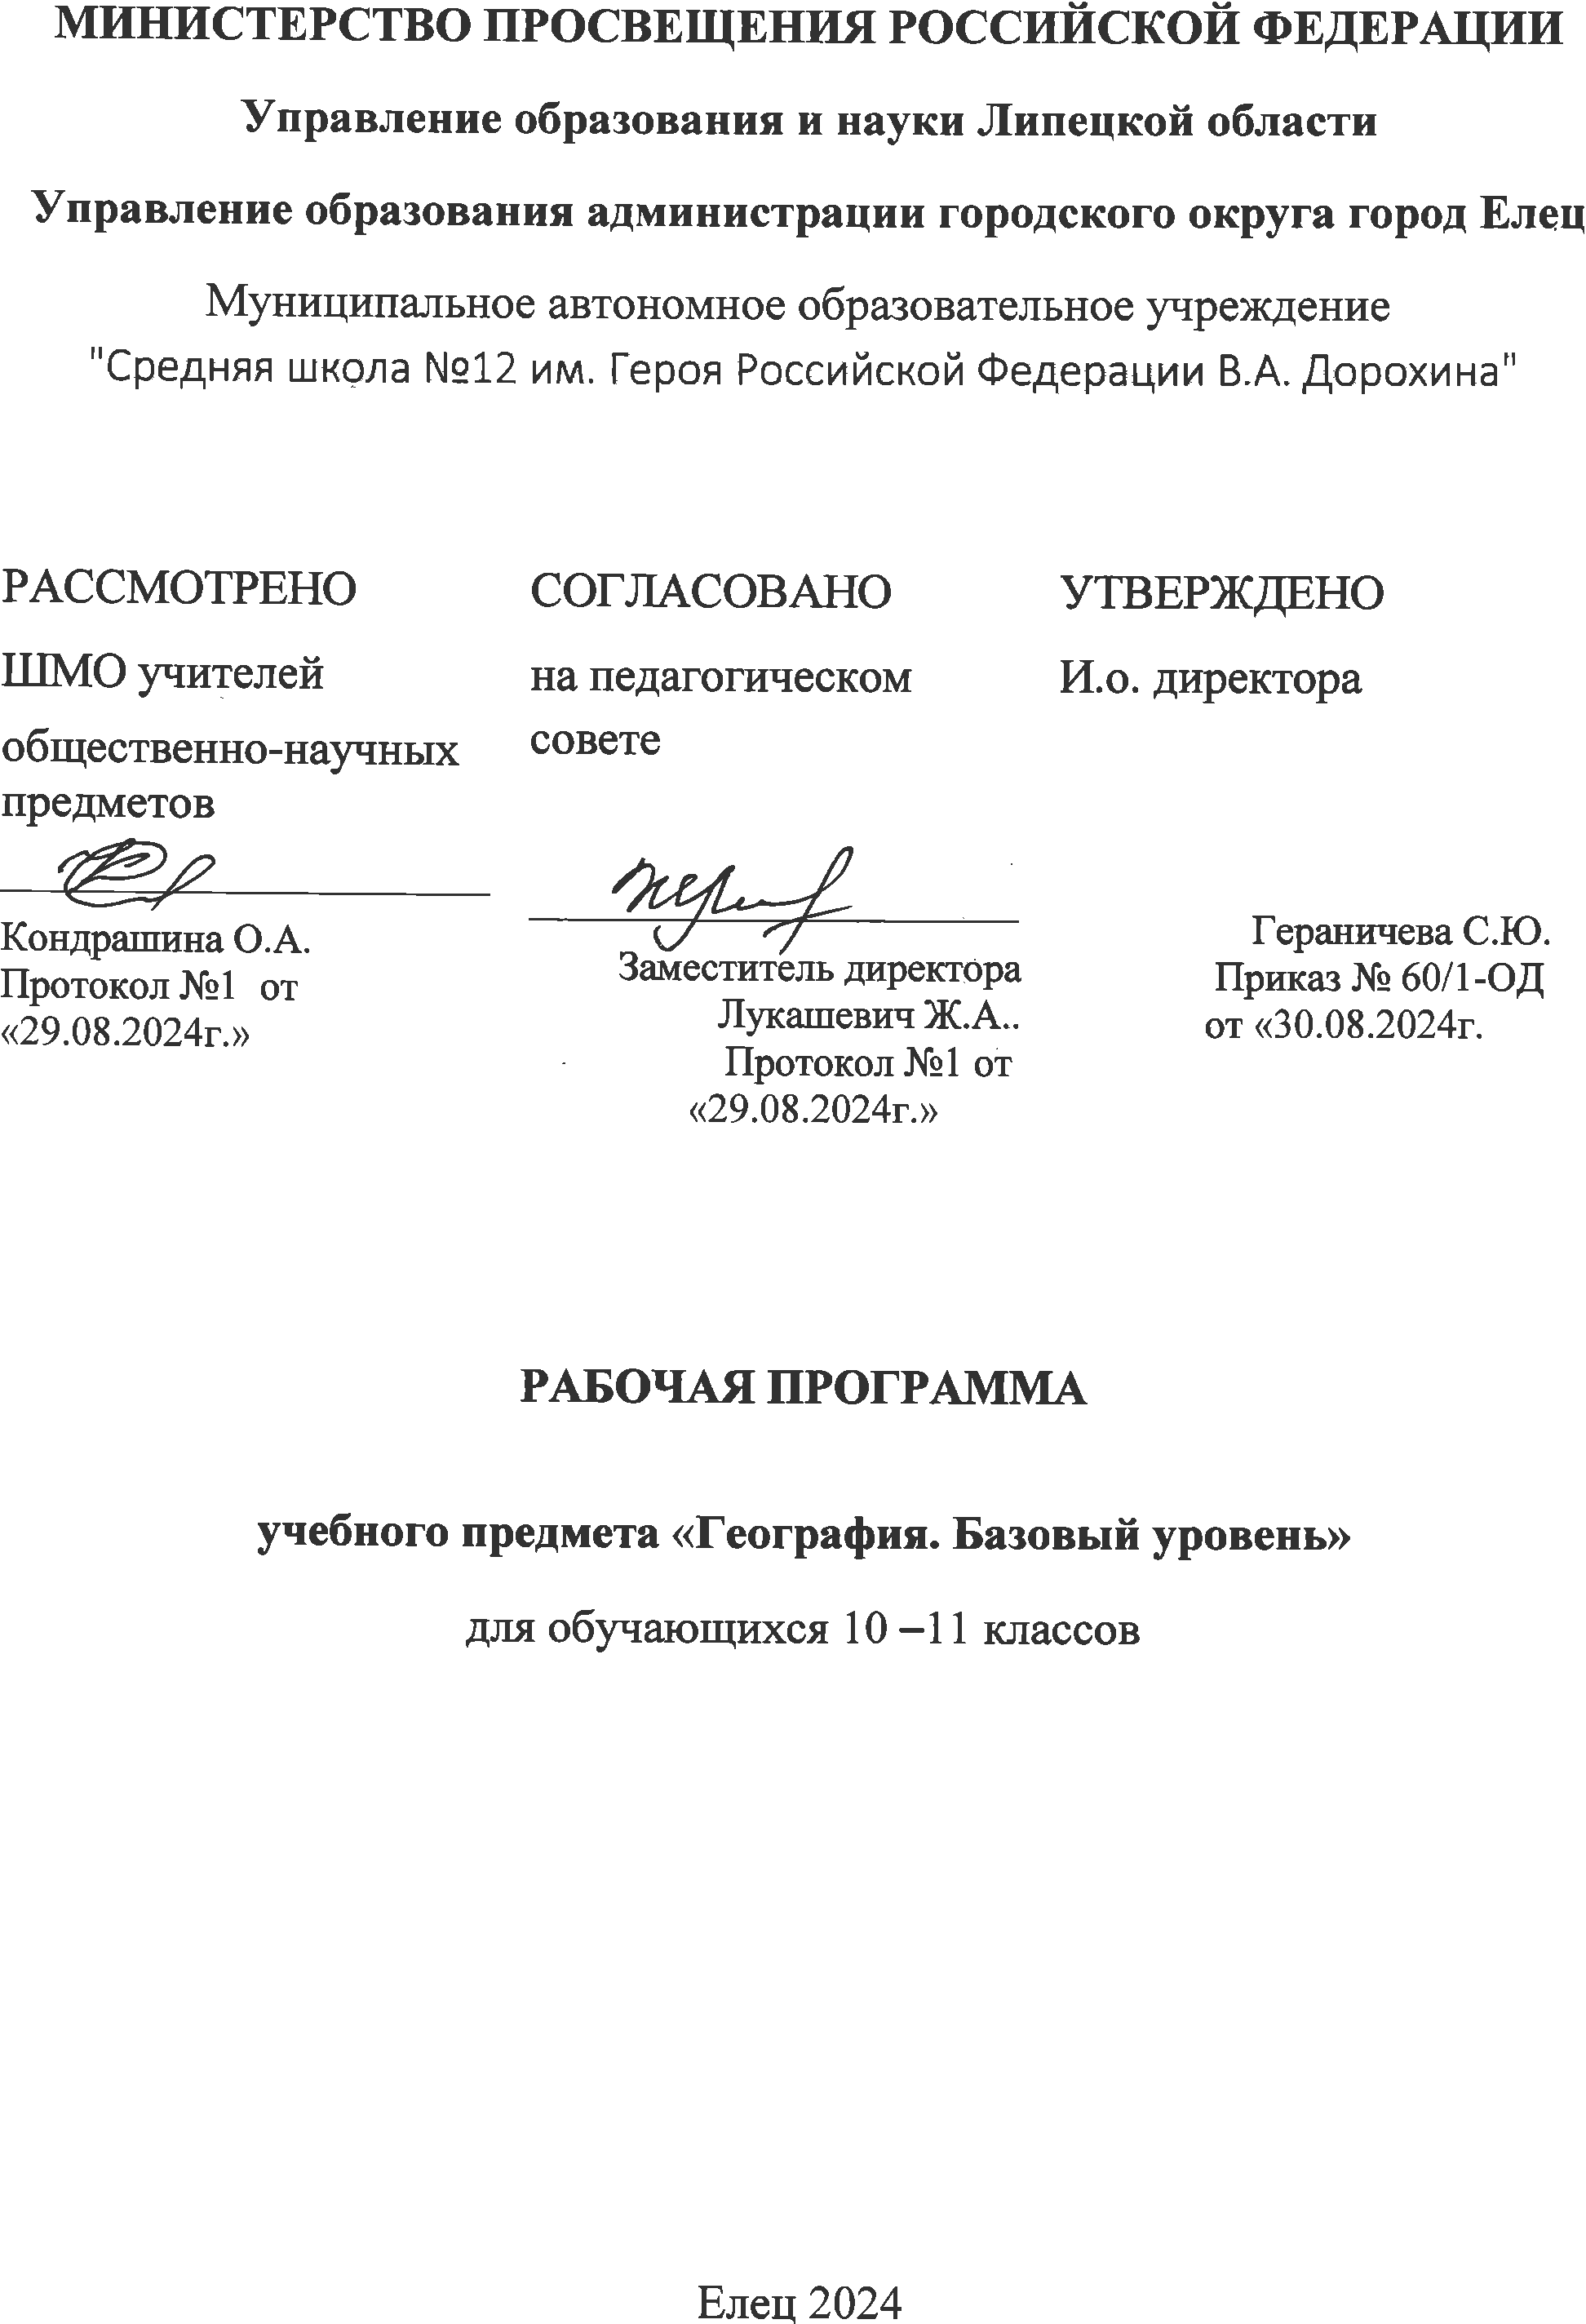 МИНИСТЕРСТВО ПРОСВЕЩЕНИЯ РОССИЙСКОЙ ФЕДЕРАЦИИ
Управление образования и науки Липецкой области
Управление образования администрации городского округа город Елец
Муниципальное автономное образовательное учреждение
"Средняя школа №12 им. Героя Российской Федерации В.А. Дорохина"
РАССМОТРЕНО
ШМО учителей
общественно-научных
предметов
Кондрашина О.А.
Протокол №1 от
«29.08.2024г.»
СОГЛАСОВАНО
на педагогическом
совете
Заместитель директора
Лукашевич Ж.А..
Протокол №1 от
«29.08.2024г.»
УТВЕРЖДЕНО
И.о. директора
Гераничева С.Ю.
Приказ № 60/1-ОД
от «30.08.2024г.
РАБОЧАЯ ПРОГРАММА
учебного предмета «География. Базовый уровень»
для обучающихся 10 –11 классов
Елец 2024